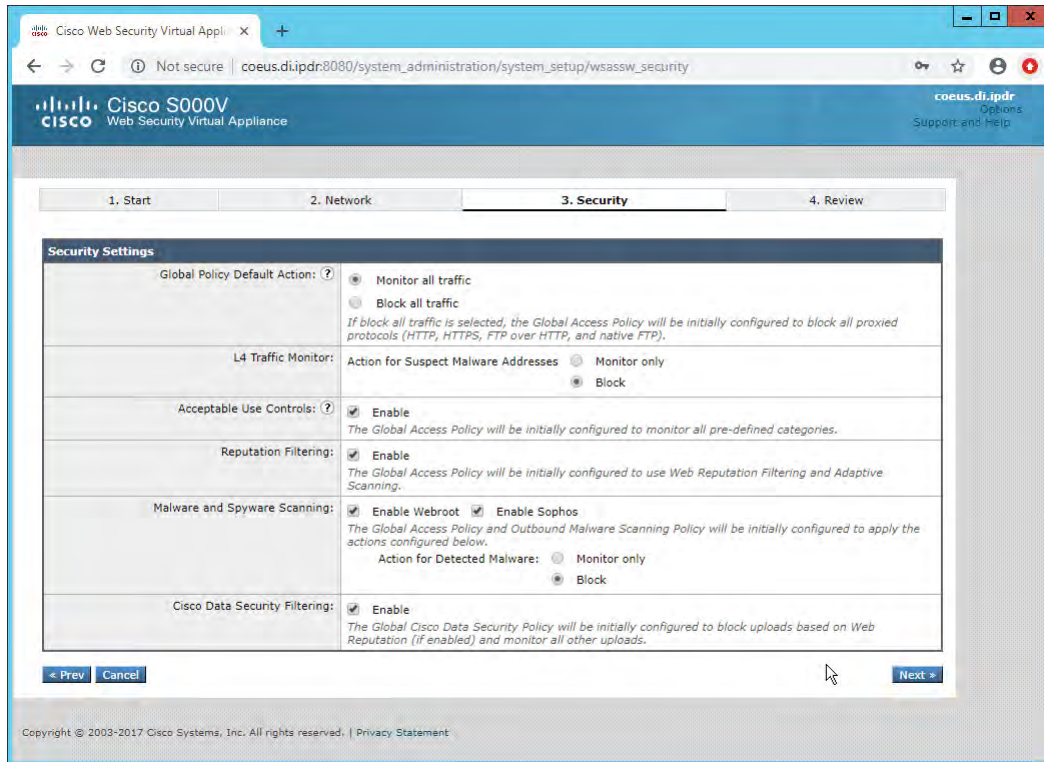 Cisco Web Security Virtual Appli
Not secure | coeus.di.ipdr:8080/system_administration/system_setup/wsassw_security
CISCO
Cisco S000V
Web Security Virtual Appliance
coeus.di.ipdr
Options
Support and Help
1. Start
2. Network
3. Security
4. Review
Security Settings
Global Policy Default Action: ?
Monitor all traffic
Block all traffic
If block all traffic is selected, the Global Access Policy will be initially configured to block all proxied
protocols (HTTP, HTTPS, FTP over HTTP, and native FTP).
L4 Traffic Monitor:
Action for Suspect Malware Addresses Monitor only
Block
Acceptable Use Controls: ?
Enable
The Global Access Policy will be initially configured to monitor all pre-defined categories.
Reputation Filtering:
Enable
The Global Access Policy will be initially configured to use Web Reputation Filtering and Adaptive
Scanning.
Malware and Spyware Scanning:
Enable Webroot Enable Sophos
The Global Access Policy and Outbound Malware Scanning Policy will be initially configured to apply the
actions configured below.
Action for Detected Malware: Monitor only
Block
Cisco Data Security Filtering:
Enable
The Global Cisco Data Security Policy will be initially configured to block uploads based on Web
Reputation (if enabled) and monitor all other uploads.
« Prev
Cancel
Next »
Copyright © 2003-2017 Cisco Systems, Inc. All rights reserved. | Privacy Statement